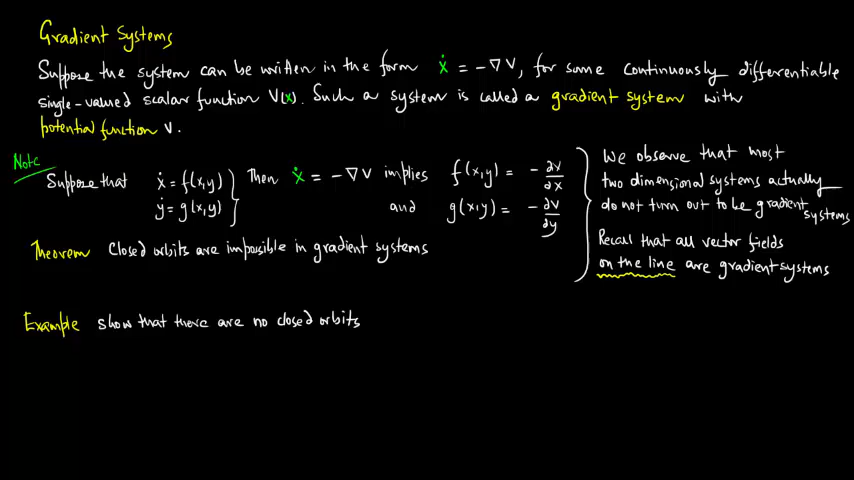 Gradient Systems
Suppose the system can be written in the form ẋ = -∇V, for some continuously differentiable
single-valued scalar function V(x). Such a system is called a gradient system with
potential function V.
Note
Suppose that ẋ = f(x,y) } Then ẋ = -∇V implies f(x,y) = -∂V/∂x
ẏ = g(x,y) and g(x,y) = -∂V/∂y
We observe that most
two dimensional systems actually
do not turn out to be gradient systems
Recall that all vector fields
on the line are gradient systems
Theorem Closed orbits are impossible in gradient systems
Example show that there are no closed orbits